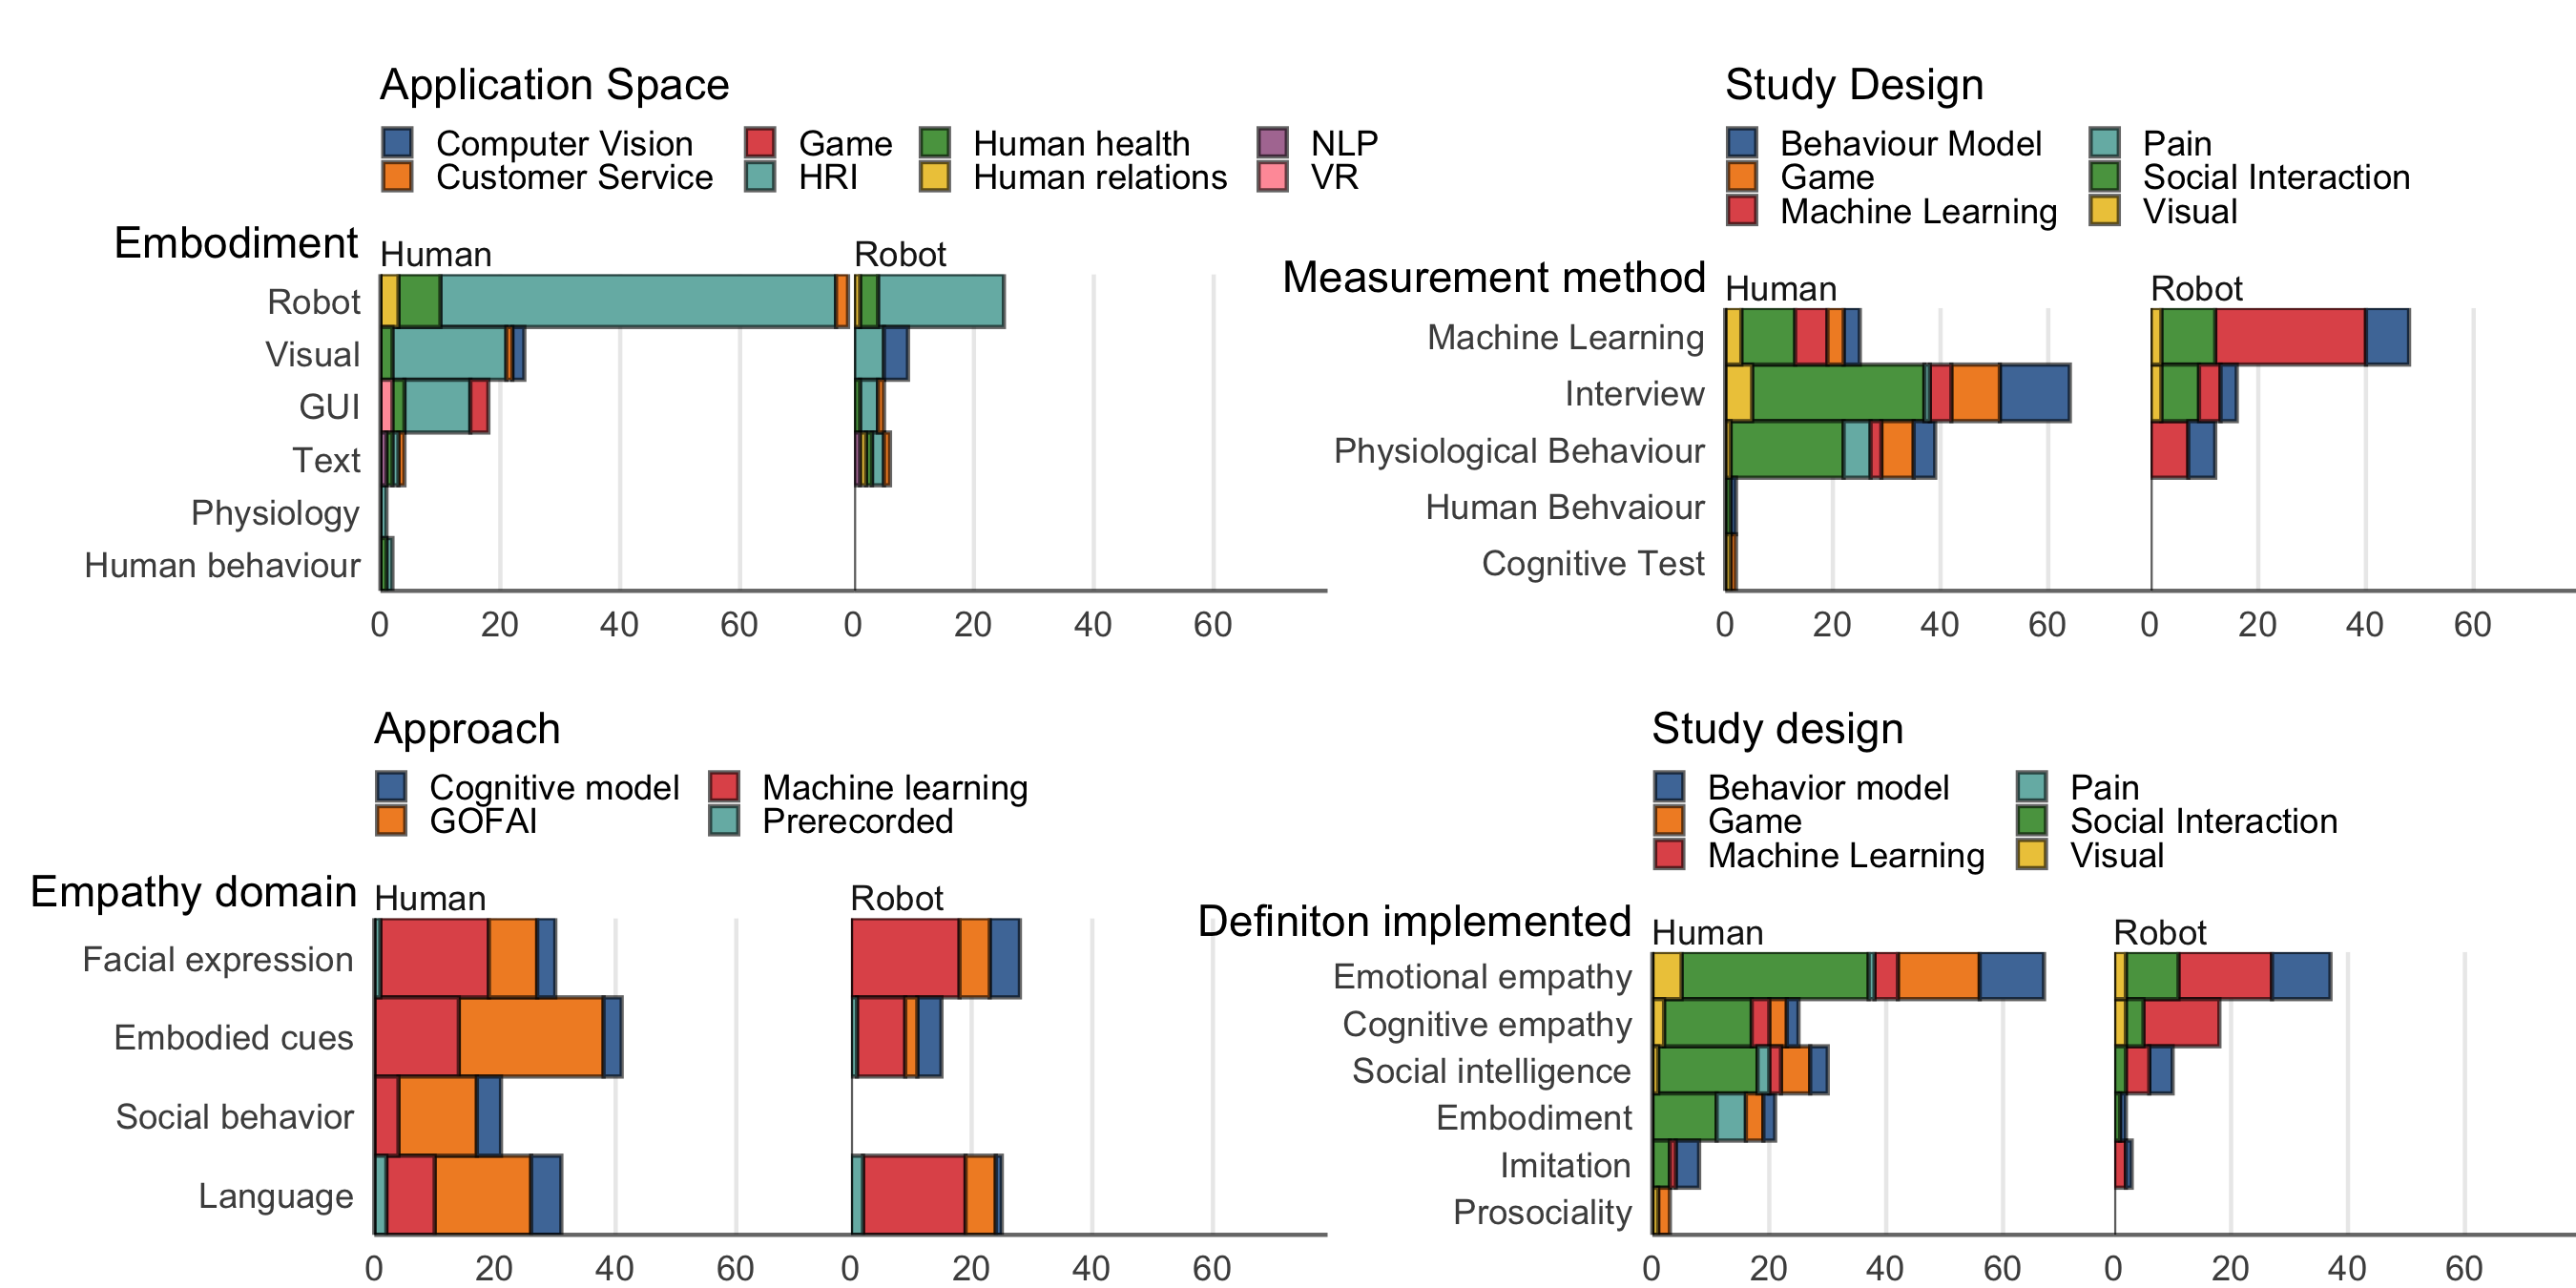 Application Space
Computer Vision Game Human health NLP
Customer Service HRI Human relations VR
Embodiment Human Robot
Robot
Visual
GUI
Text
Physiology
Human behaviour
0 20 40 60 0 20 40 60
Study Design
Behaviour Model Pain
Game Social Interaction
Machine Learning Visual
Measurement method Human Robot
Machine Learning
Interview
Physiological Behaviour
Human Behvaiour
Cognitive Test
0 20 40 60 0 20 40 60
Approach
Cognitive model Machine learning
GOFAI Prerecorded
Empathy domain Human Robot
Facial expression
Embodied cues
Social behavior
Language
0 20 40 60 0 20 40 60
Study design
Behavior model Pain
Game Social Interaction
Machine Learning Visual
Definiton implemented Human Robot
Emotional empathy
Cognitive empathy
Social intelligence
Embodiment
Imitation
Prosociality
0 20 40 60 0 20 40 60